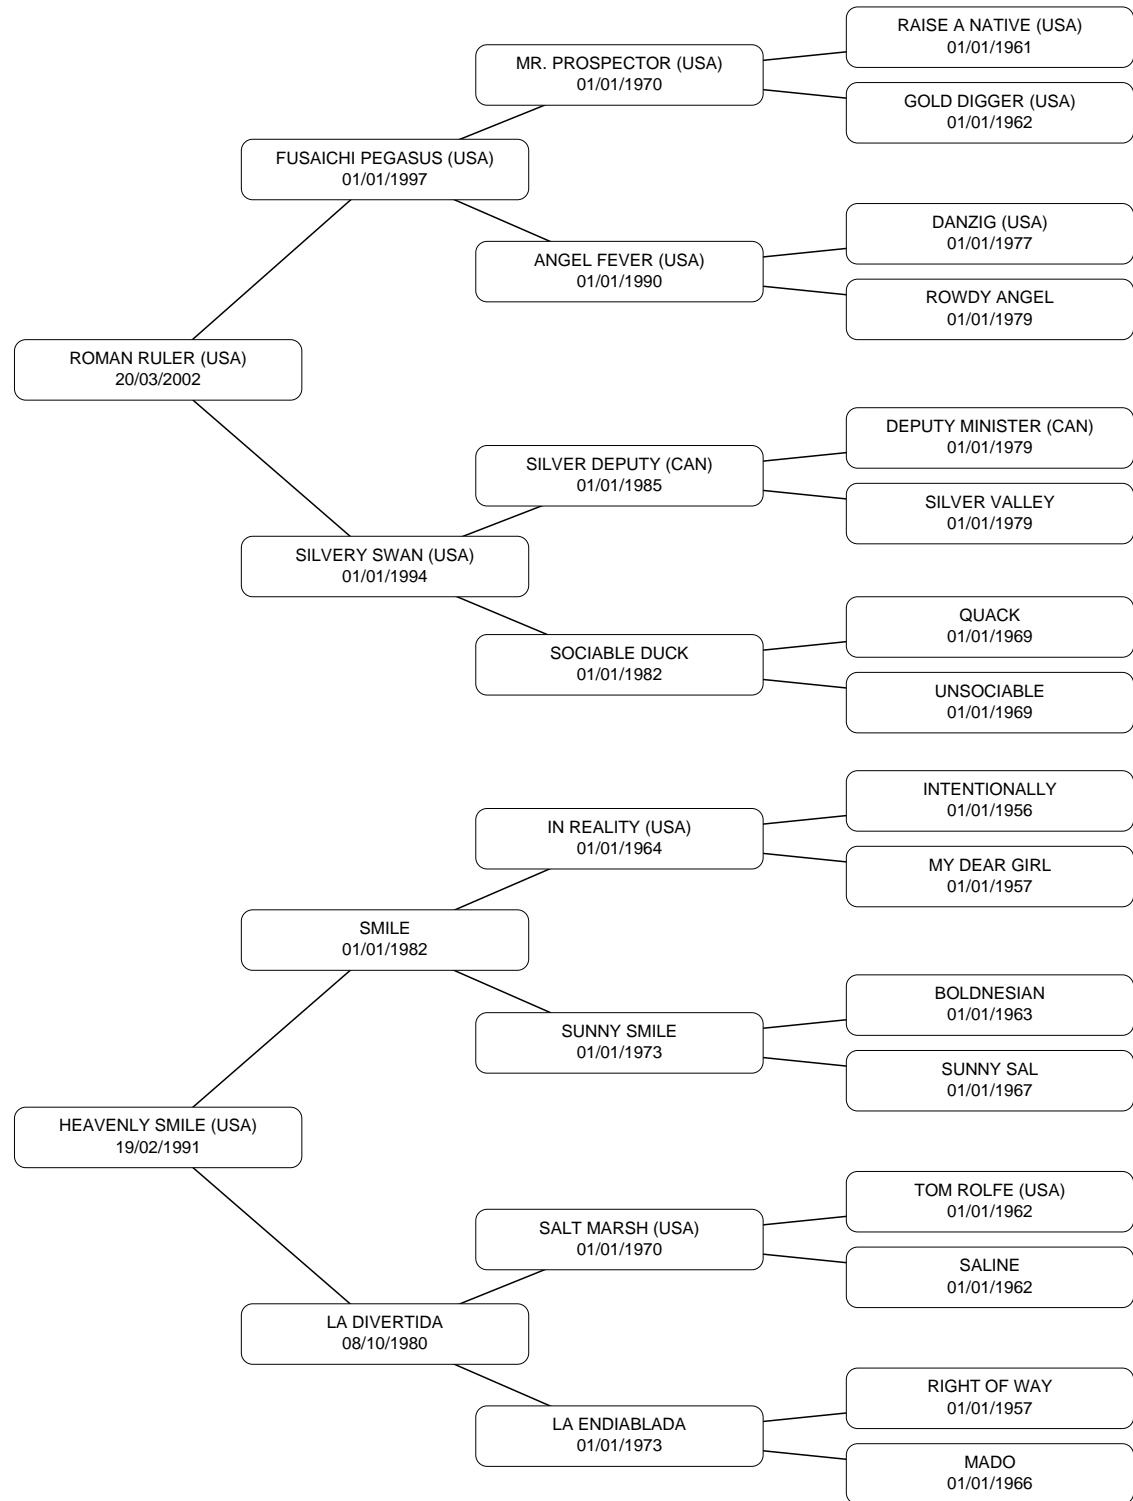 RAISE A NATIVE (USA)
01/01/1961
MR. PROSPECTOR (USA)
01/01/1970
GOLD DIGGER (USA)
01/01/1962
FUSAICHI PEGASUS (USA)
01/01/1997
DANZIG (USA)
01/01/1977
ANGEL FEVER (USA)
01/01/1990
ROWDY ANGEL
01/01/1979
ROMAN RULER (USA)
20/03/2002
DEPUTY MINISTER (CAN)
01/01/1979
SILVER DEPUTY (CAN)
01/01/1985
SILVER VALLEY
01/01/1979
SILVERY SWAN (USA)
01/01/1994
QUACK
01/01/1969
SOCIABLE DUCK
01/01/1982
UNSOCIABLE
01/01/1969
INTENTIONALLY
01/01/1956
IN REALITY (USA)
01/01/1964
MY DEAR GIRL
01/01/1957
SMILE
01/01/1982
BOLDNESIAN
01/01/1963
SUNNY SMILE
01/01/1973
SUNNY SAL
01/01/1967
HEAVENLY SMILE (USA)
19/02/1991
TOM ROLFE (USA)
01/01/1962
SALT MARSH (USA)
01/01/1970
SALINE
01/01/1962
LA DIVERTIDA
08/10/1980
RIGHT OF WAY
01/01/1957
LA ENDIABLADA
01/01/1973
MADO
01/01/1966